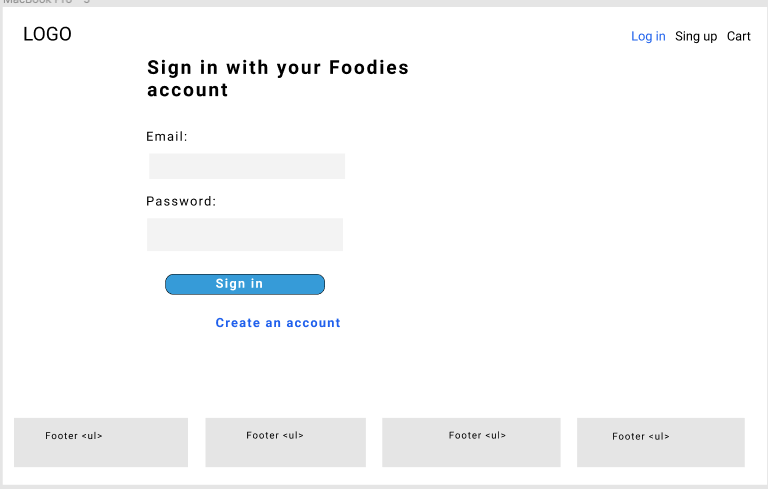 MacBook Pro - 3
LOGO
Log in Sing up Cart
Sign in with your Foodies
account
Email:
Password:
Sign in
Create an account
Footer <ul> Footer <ul> Footer <ul> Footer <ul>